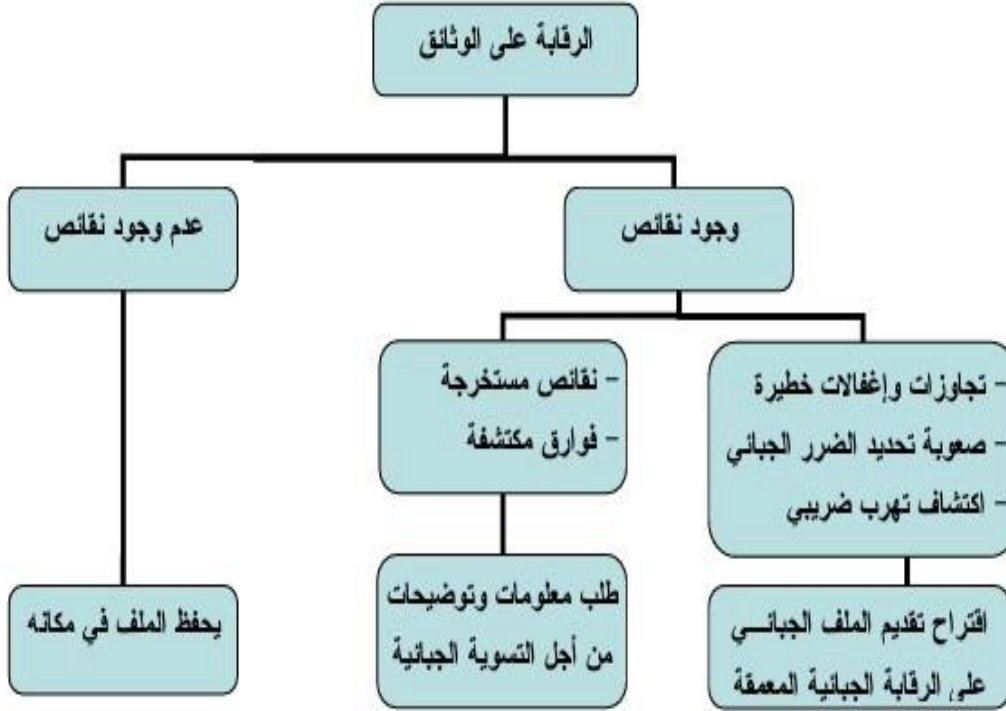 الرقابة على الوثائق
وجود نقائص
عدم وجود نقائص
- تجاوزات وإغفالات خطيرة
- صعوبة تحديد الضرر الجبائي
- اكتشاف تهرب ضريبي
- نقائص مستخرجة
- فوارق مكتشفة
اقتراح تقديم الملف الجبائــي
على الرقابة الجبائية المعمقة
طلب معلومات وتوضيحات
من أجل التسوية الجبائية
يحفظ الملف في مكانه